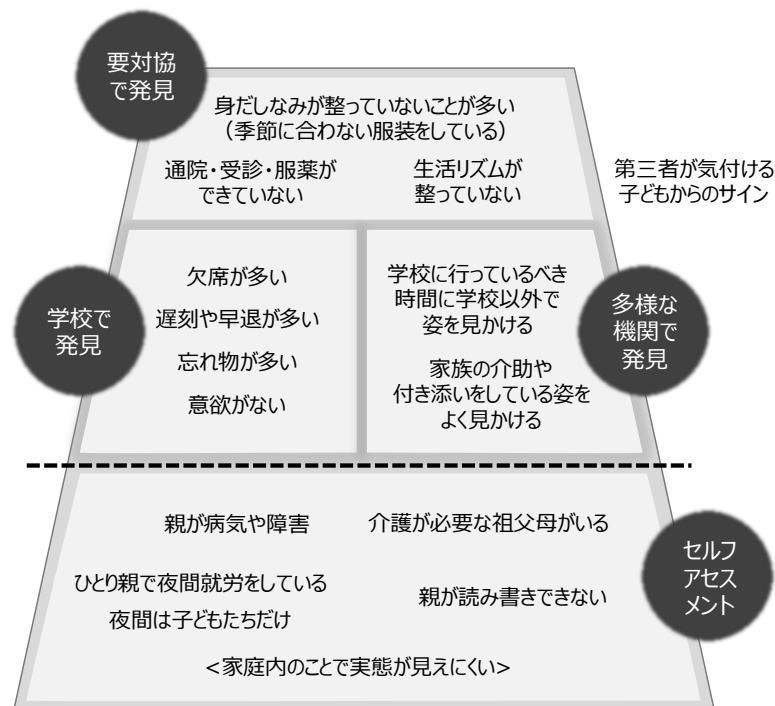 要対協
で発見
身だしなみが整っていないことが多い
（季節に合わない服装をしている）
通院・受診・服薬が
できていない
生活リズムが
整っていない
第三者が気付ける
子どもからのサイン
学校で
発見
欠席が多い
遅刻や早退が多い
忘れ物が多い
意欲がない
学校に行っているべき
時間に学校以外で
姿を見かける
家族の介助や
付き添いをしている姿を
よく見かける
多様な
機関で
発見
親が病気や障害
介護が必要な祖父母がいる
ひとり親で夜間就労をしている
夜間は子どもたちだけ
親が読み書きできない
<家庭内のことで実態が見えにくい>
セルフ
アセス
メント